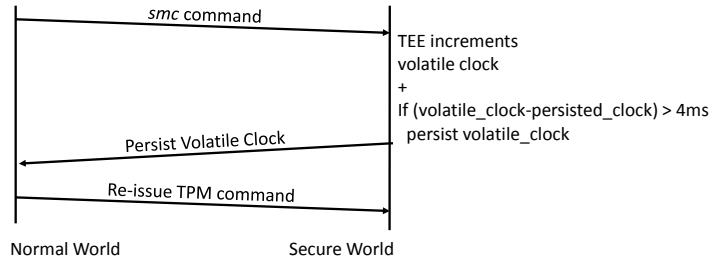 smc command
TEE increments
volatile clock
+
If (volatile_clock-persisted_clock) > 4ms
persist volatile_clock
Persist Volatile Clock
Re-issue TPM command
Normal World
Secure World